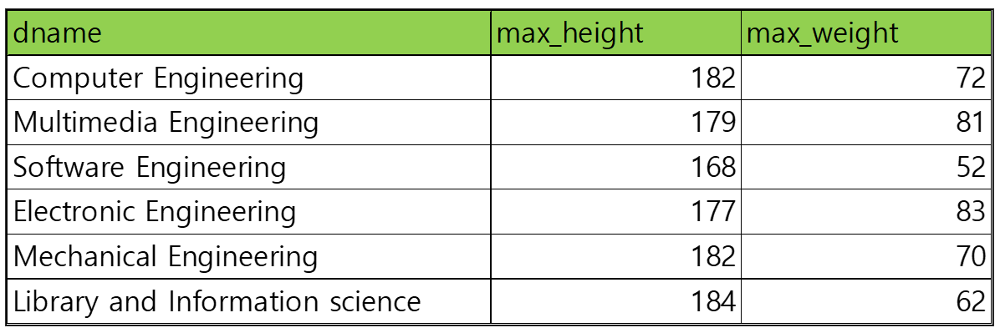 dname max_height max_weight
Computer Engineering 182 72
Multimedia Engineering 179 81
Software Engineering 168 52
Electronic Engineering 177 83
Mechanical Engineering 182 70
Library and Information science 184 62